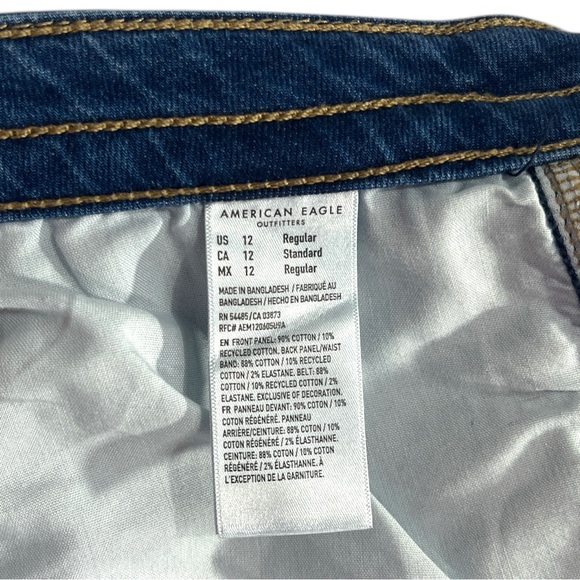 AMERICAN EAGLE
OUTFITTERS
US 12 Regular
CA 12 Standard
MX 12 Regular
MADE IN BANGLADESH / FABRIQUÉ AU
BANGLADESH / HECHO EN BANGLADESH
RN 54485/CA 03873
RFC# AEM120605U9A
EN FRONT PANEL: 90% COTTON / 10%
RECYCLED COTTON. BACK PANEL/WAIST
BAND: 88% COTTON / 10% RECYCLED
COTTON / 2% ELASTANE. BELT: 88%
COTTON / 10% RECYCLED COTTON / 2%
ELASTANE. EXCLUSIVE OF DECORATION.
FR PANNEAU DEVANT: 90% COTON / 10%
COTON RÉGÉNÉRÉ. PANNEAU
ARRIÈRE/CEINTURE: 88% COTON / 10%
COTON RÉGÉNÉRÉ / 2% ÉLASTHANNE.
CEINTURE: 88% COTON / 10% COTON
RÉGÉNÉRÉ / 2% ÉLASTHANNE. À
L'EXCEPTION DE LA GARNITURE.